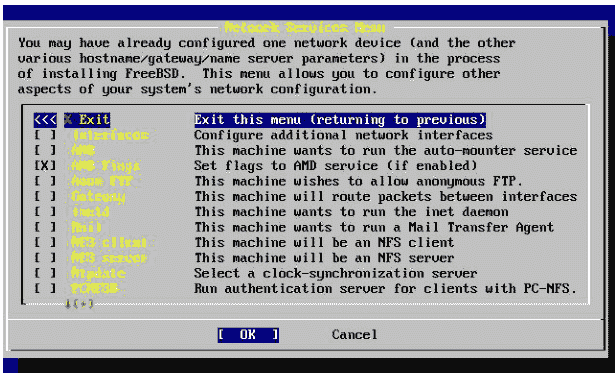 Network Services Menu
You may have already configured one network device (and the other
various hostname/gateway/name server parameters) in the process
of installing FreeBSD.  This menu allows you to configure other
aspects of your system's network configuration.
<<< X Exit Exit this menu (returning to previous)
[ ] Interfaces Configure additional network interfaces
[ ] AMD This machine wants to run the auto-mounter service
[X] AMD Flags Set flags to AMD service (if enabled)
[ ] Anon FTP This machine wishes to allow anonymous FTP.
[ ] Gateway This machine will route packets between interfaces
[ ] inetd This machine wants to run the inet daemon
[ ] Mail This machine wants to run a Mail Transfer Agent
[ ] NFS client This machine will be an NFS client
[ ] NFS server This machine will be an NFS server
[ ] Ntpdate Select a clock-synchronization server
[ ] PCNFSD Run authentication server for clients with PC-NFS.
↓(+)
[ OK ] Cancel